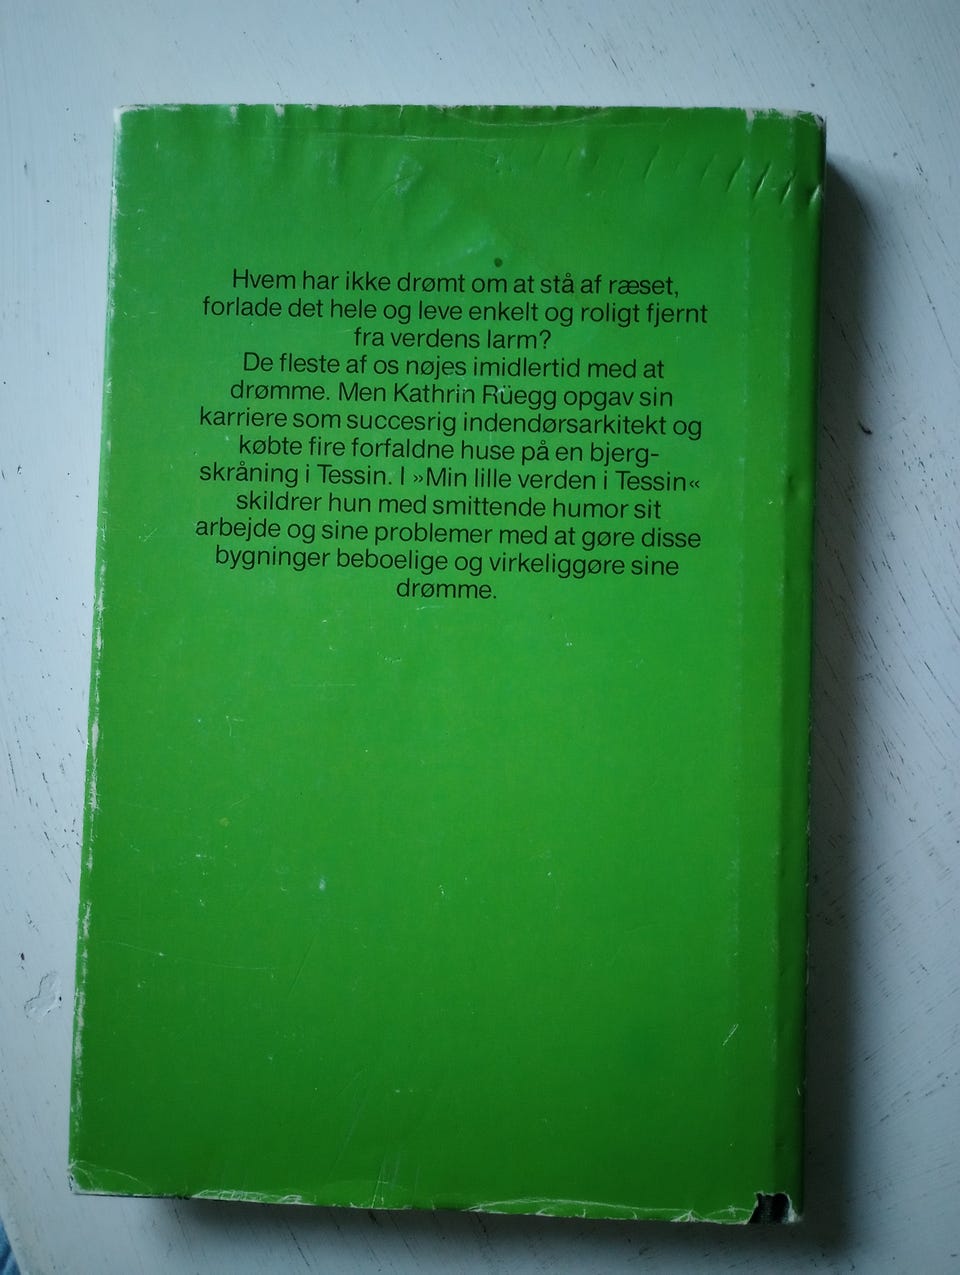 Hvem har ikke drømt om at stå af ræset,
forlade det hele og leve enkelt og roligt fjernt
fra verdens larm?
De fleste af os nøjes imidlertid med at
drømme. Men Kathrin Rüegg opgav sin
karriere som succesrig indendørsarkitekt og
købte fire forfaldne huse på en bjerg-
skråning i Tessin. I »Min lille verden i Tessin«
skildrer hun med smittende humor sit
arbejde og sine problemer med at gøre disse
bygninger beboelige og virkeliggøre sine
drømme.